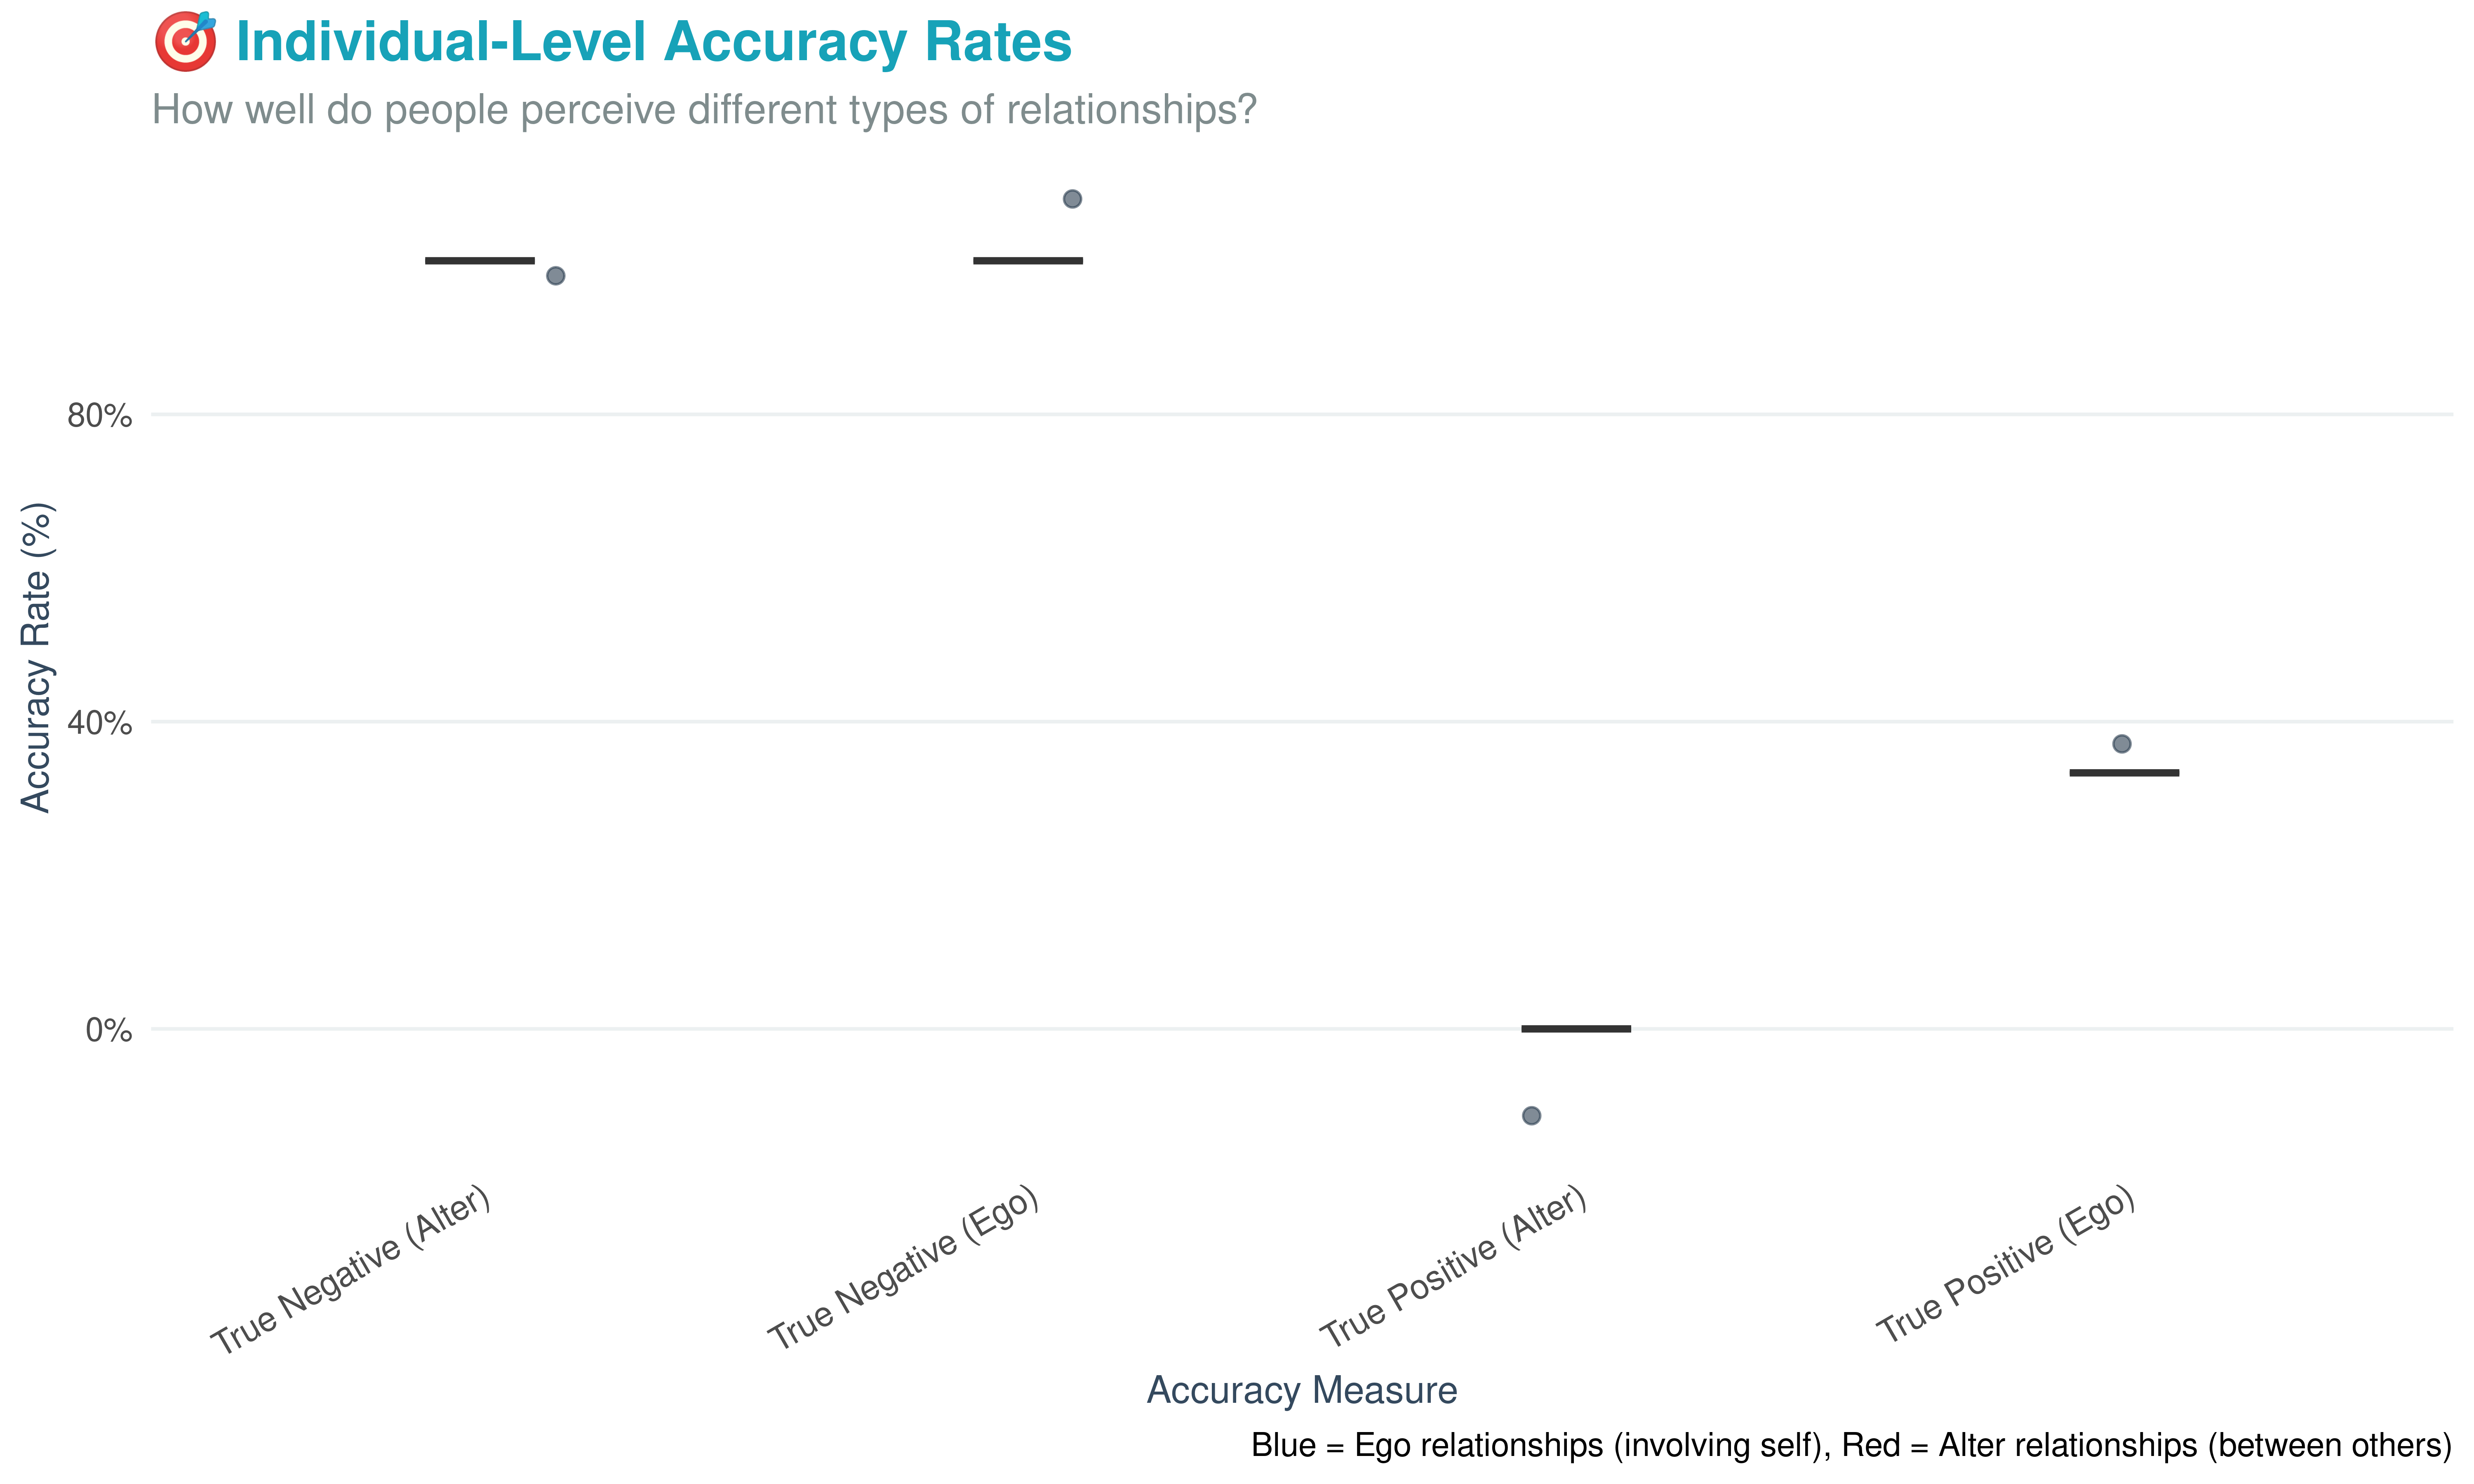 🎯 Individual-Level Accuracy Rates
How well do people perceive different types of relationships?
80%
40%
0%
Accuracy Rate (%)
True Negative (Alter)
True Negative (Ego)
True Positive (Alter)
True Positive (Ego)
Accuracy Measure
Blue = Ego relationships (involving self), Red = Alter relationships (between others)